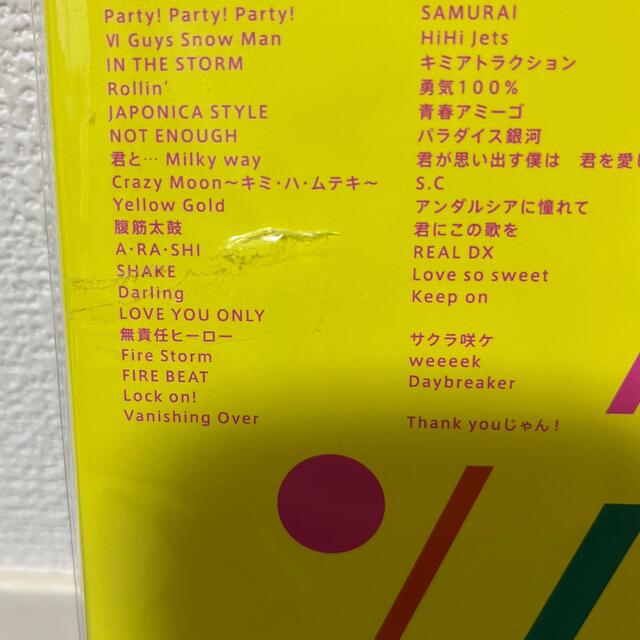 Party! Party! Party!
VI Guys Snow Man
IN THE STORM
Rollin'
JAPONICA STYLE
NOT ENOUGH
君と… Milky way
Crazy Moon〜キミ・ハ・ムテキ〜
Yellow Gold
腹筋太鼓
A・RA・SHI
SHAKE
Darling
LOVE YOU ONLY
無責任ヒーロー
Fire Storm
FIRE BEAT
Lock on!
Vanishing Over
SAMURAI
HiHi Jets
キミアトラクション
勇気100%
青春アミーゴ
パラダイス銀河
君が思い出す僕は 君を愛し
S.C
アンダルシアに憧れて
君にこの歌を
REAL DX
Love so sweet
Keep on
サクラ咲ケ
weeeek
Daybreaker
Thank youじゃん!